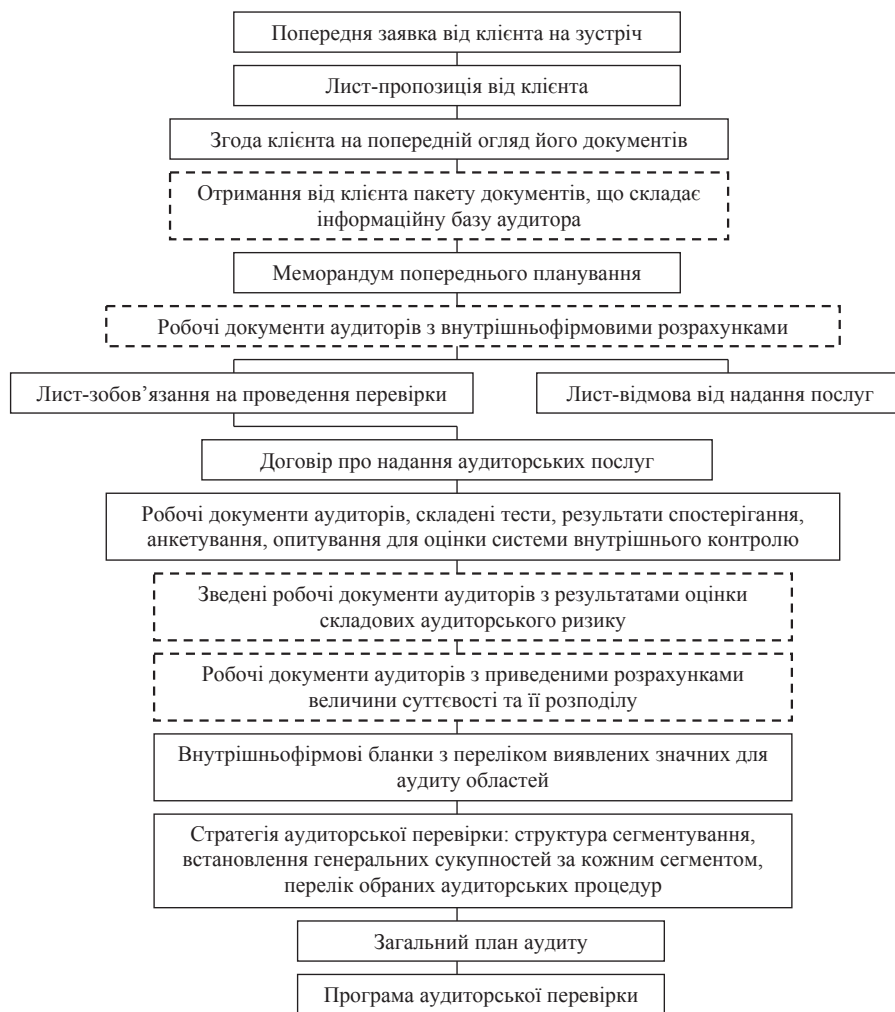 Попередня заявка від клієнта на зустріч
Лист-пропозиція від клієнта
Згода клієнта на попередній огляд його документів
Отримання від клієнта пакету документів, що складає
інформаційну базу аудитора
Меморандум попереднього планування
Робочі документи аудиторів з внутрішньофірмовими розрахунками
Лист-зобов’язання на проведення перевірки
Лист-відмова від надання послуг
Договір про надання аудиторських послуг
Робочі документи аудиторів, складені тести, результати спостерігання,
анкетування, опитування для оцінки системи внутрішнього контролю
Зведені робочі документи аудиторів з результатами оцінки
складових аудиторського ризику
Робочі документи аудиторів з приведеними розрахунками
величини суттєвості та її розподілу
Внутрішньофірмові бланки з переліком виявлених значних для
аудиту областей
Стратегія аудиторської перевірки: структура сегментування,
встановлення генеральних сукупностей за кожним сегментом,
перелік обраних аудиторських процедур
Загальний план аудиту
Програма аудиторської перевірки